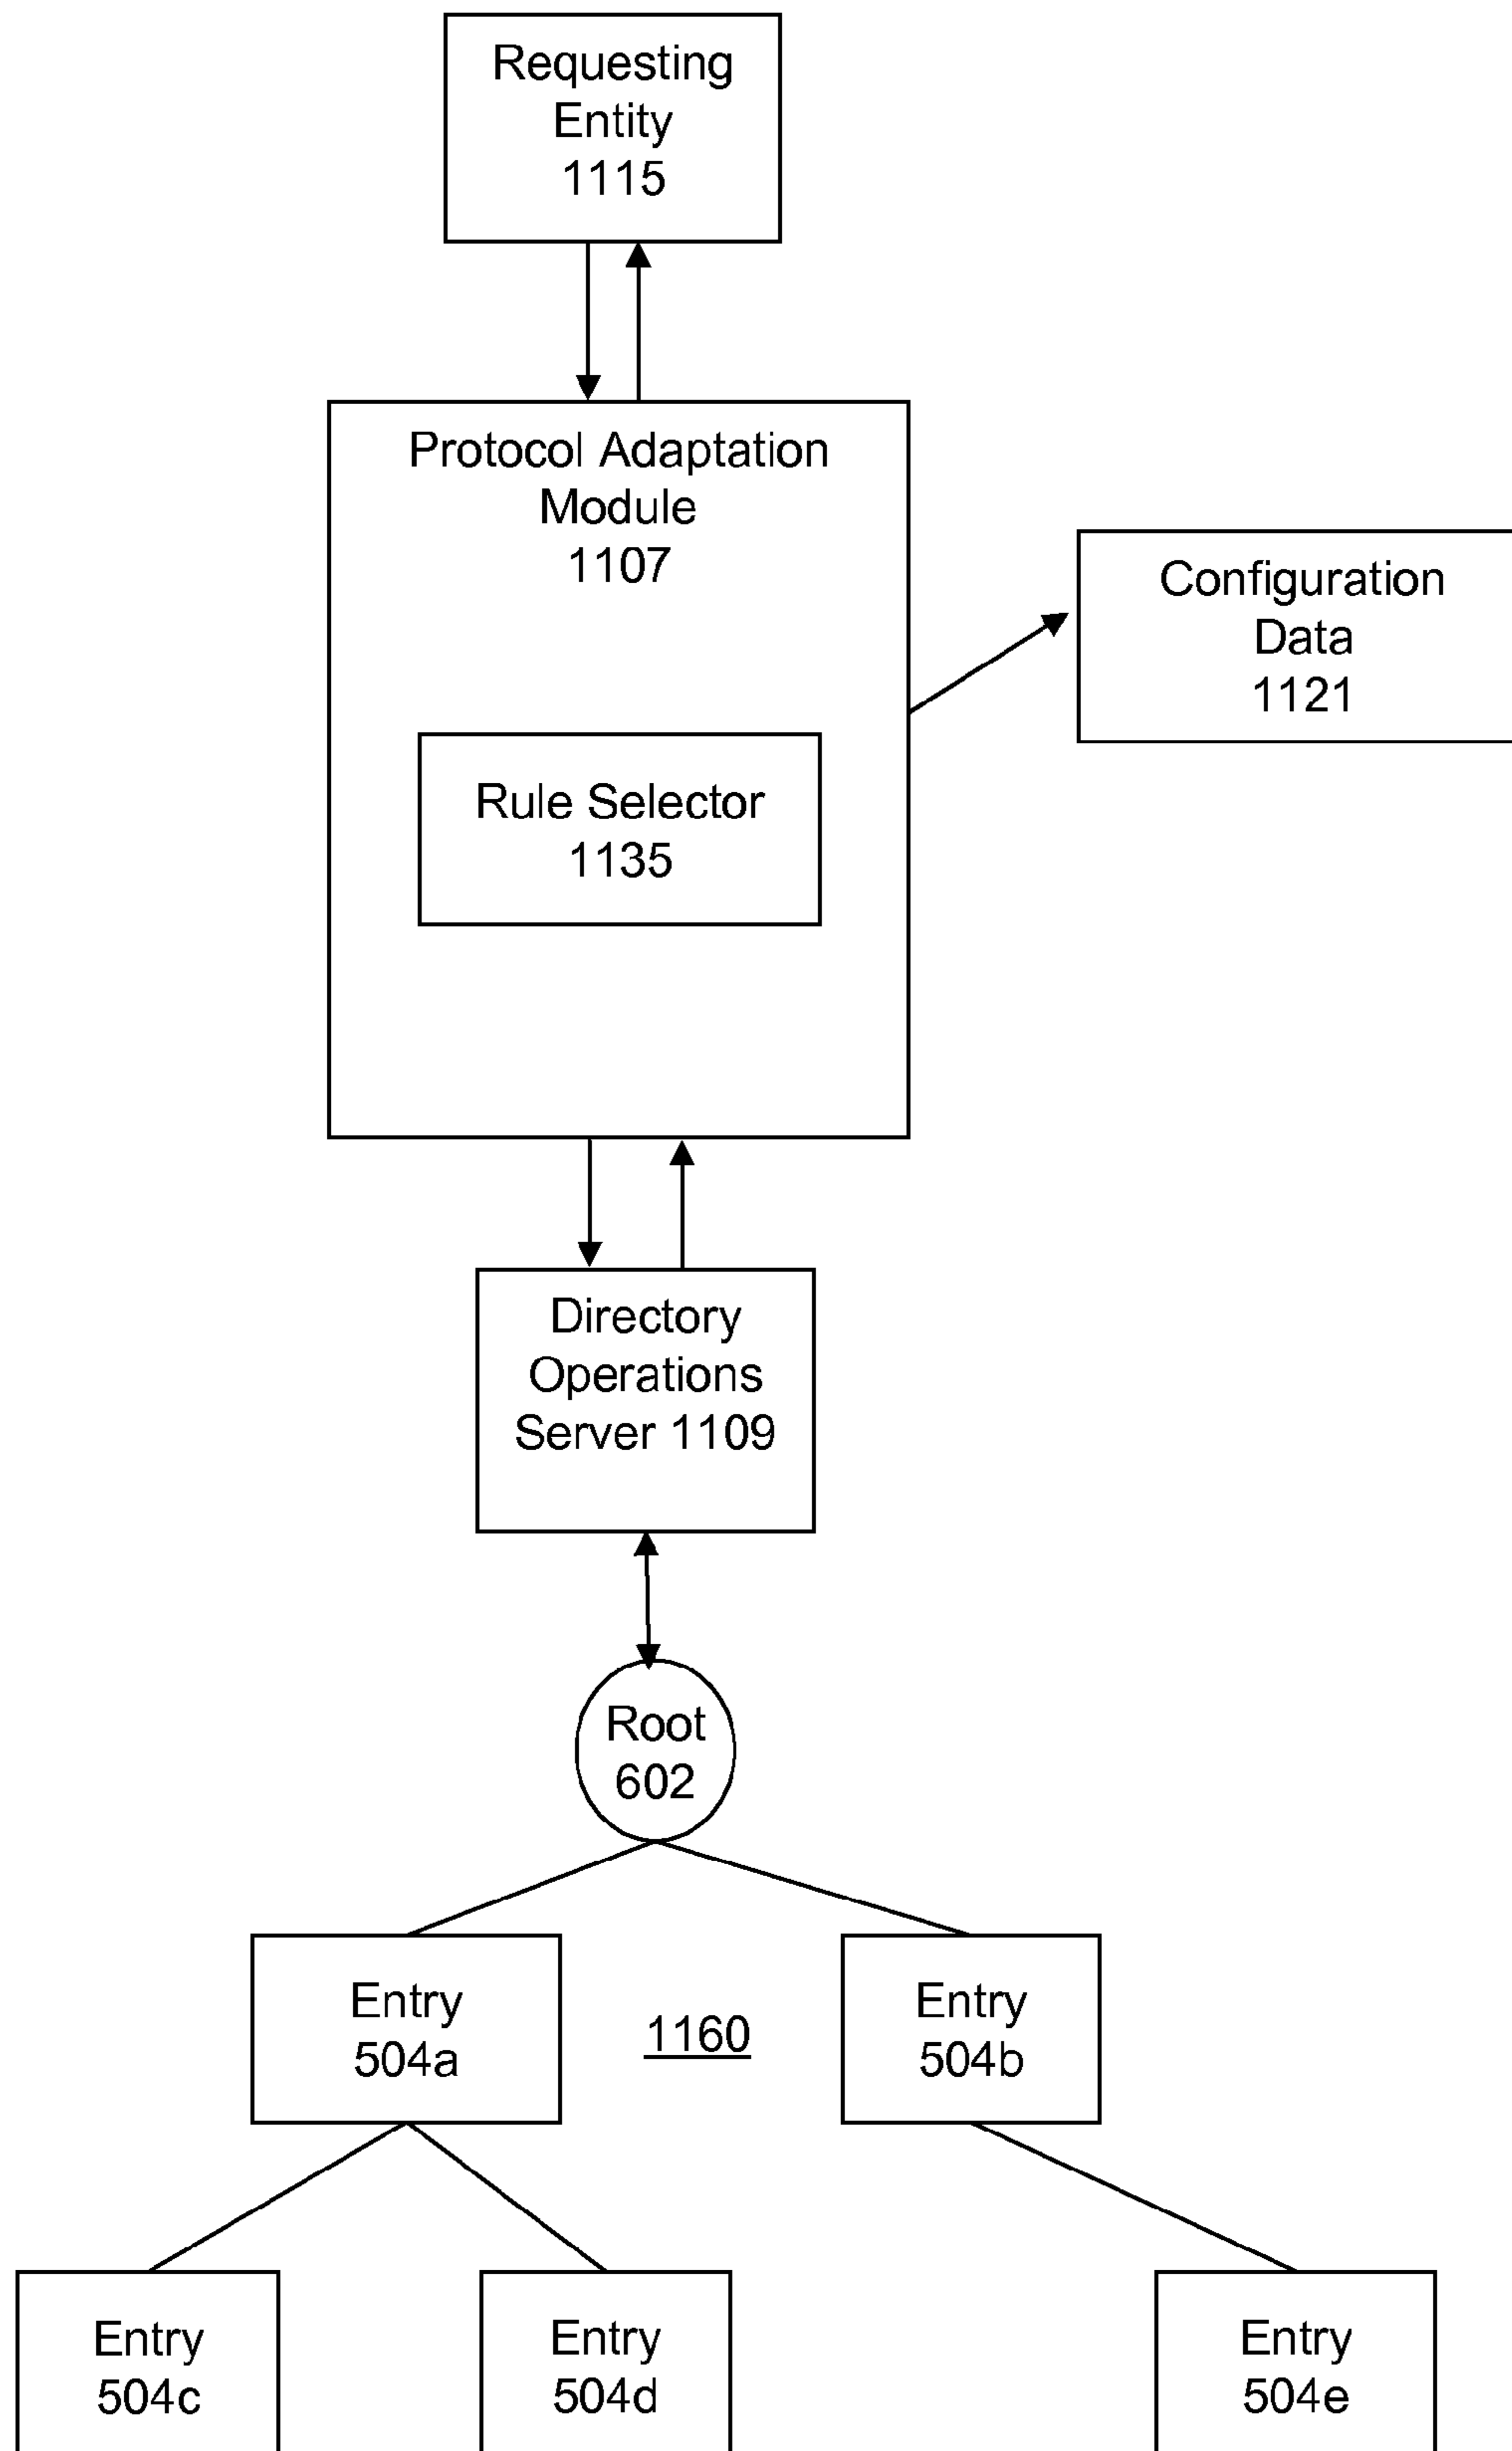 Requesting
Entity
1115
Protocol Adaptation
Module
1107
Configuration
Data
1121
Rule Selector
1135
Directory
Operations
Server 1109
Root
602
Entry
504a
1160
Entry
504b
Entry
504c
Entry
504d
Entry
504e